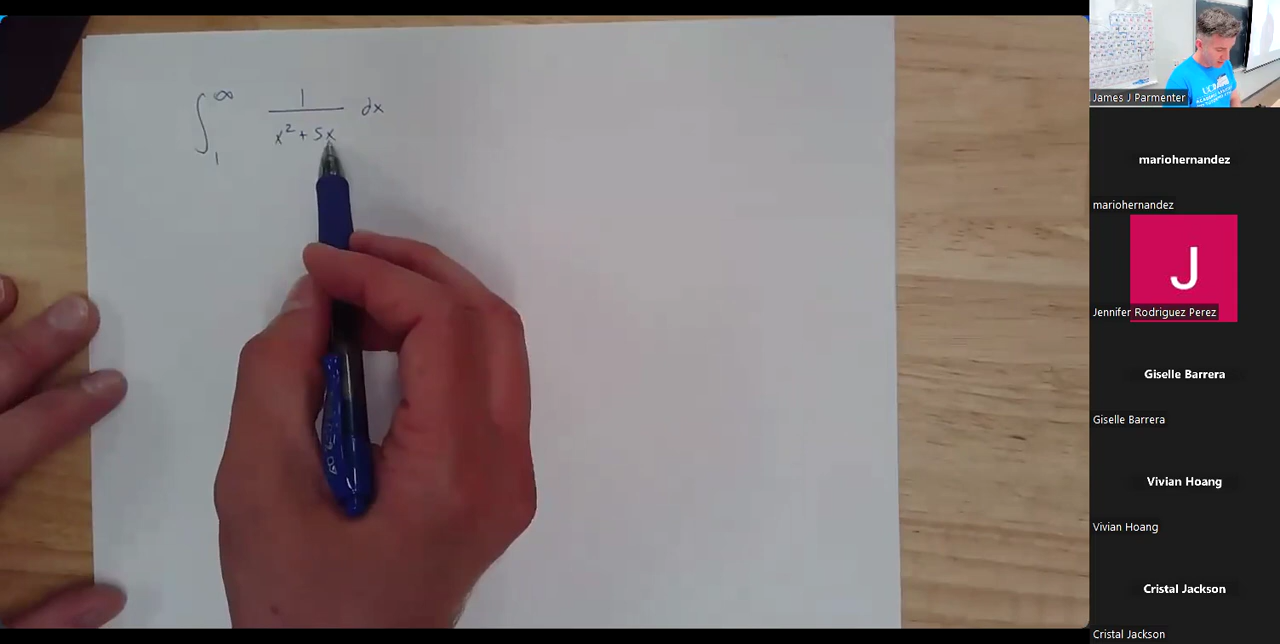 ∫₁^∞ 1/(x² + 5x) dx
James J Parmenter
mariohernandez
mariohernandez
J
Jennifer Rodriguez Perez
Giselle Barrera
Giselle Barrera
Vivian Hoang
Vivian Hoang
Cristal Jackson
Cristal Jackson